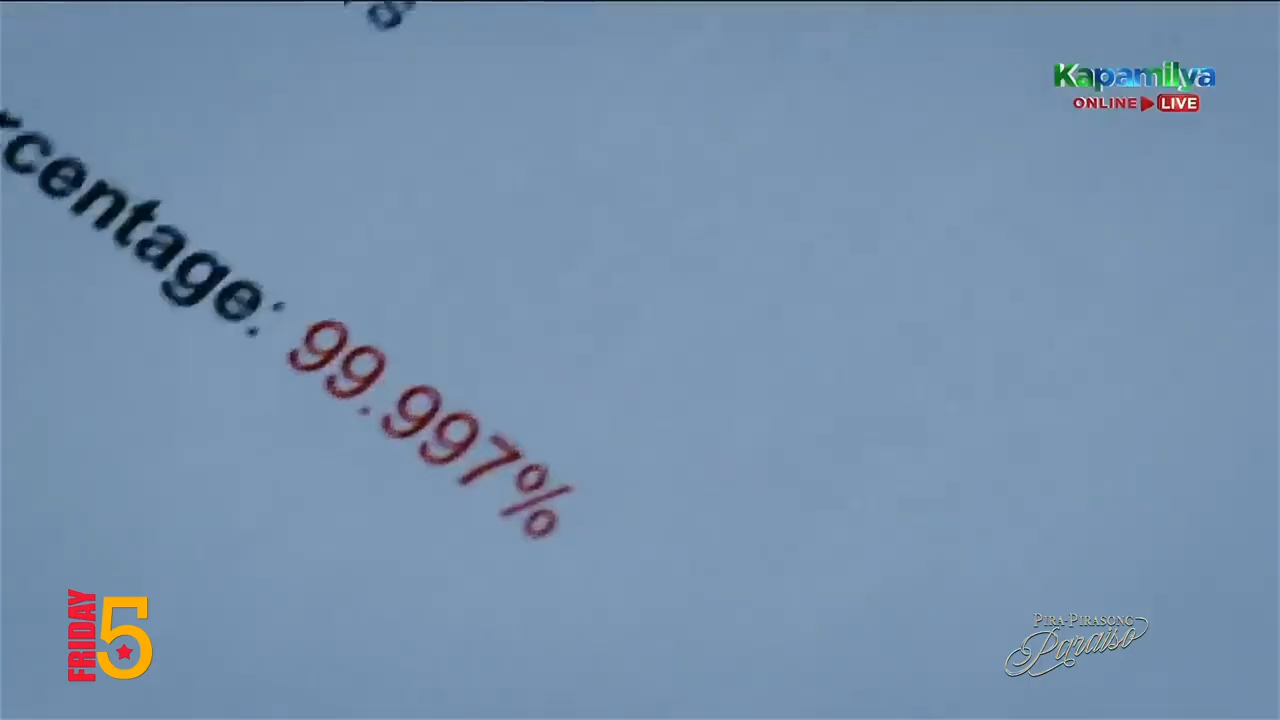 Kapamilya
ONLINE LIVE
rcentage: 99.997%
FRIDAY
5
PIRA-PIRASONG
Paraiso